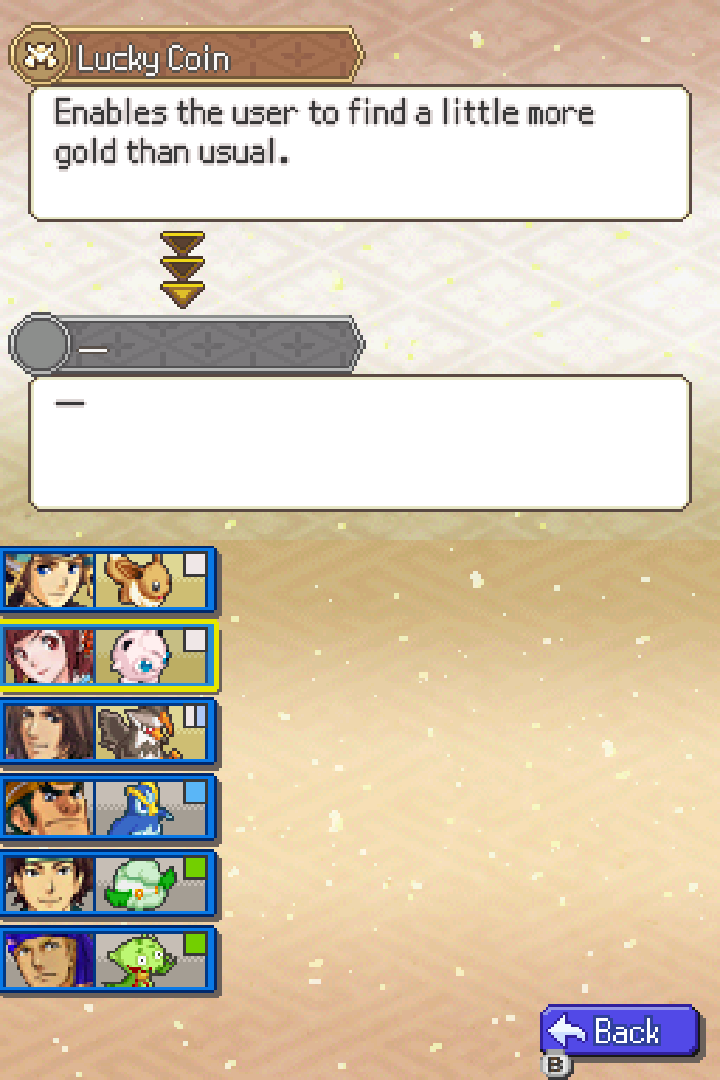 Lucky Coin
Enables the user to find a little more
gold than usual.
—
—
Back
B